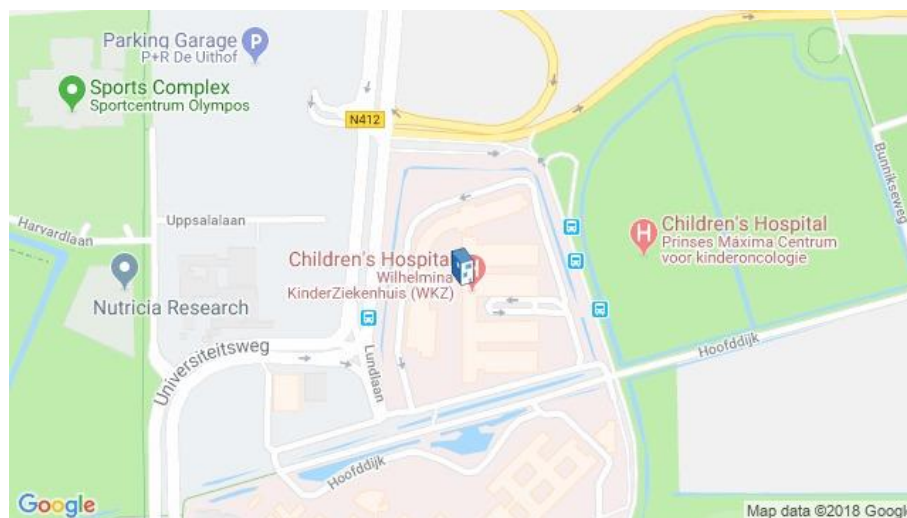 Parking Garage
P+R De Uithof
P
Sports Complex
Sportcentrum Olympos
N412
Bunnikseweg
Uppsalalaan
Harvardlaan
Children's Hospital
Prinses Máxima Centrum
voor kinderoncologie
H
Children's Hospital
Wilhelmina
KinderZiekenhuis (WKZ)
H
Nutricia Research
Universiteitsweg
Lundlaan
Hoofddijk
Hoofddijk
Google
Map data ©2018 Google